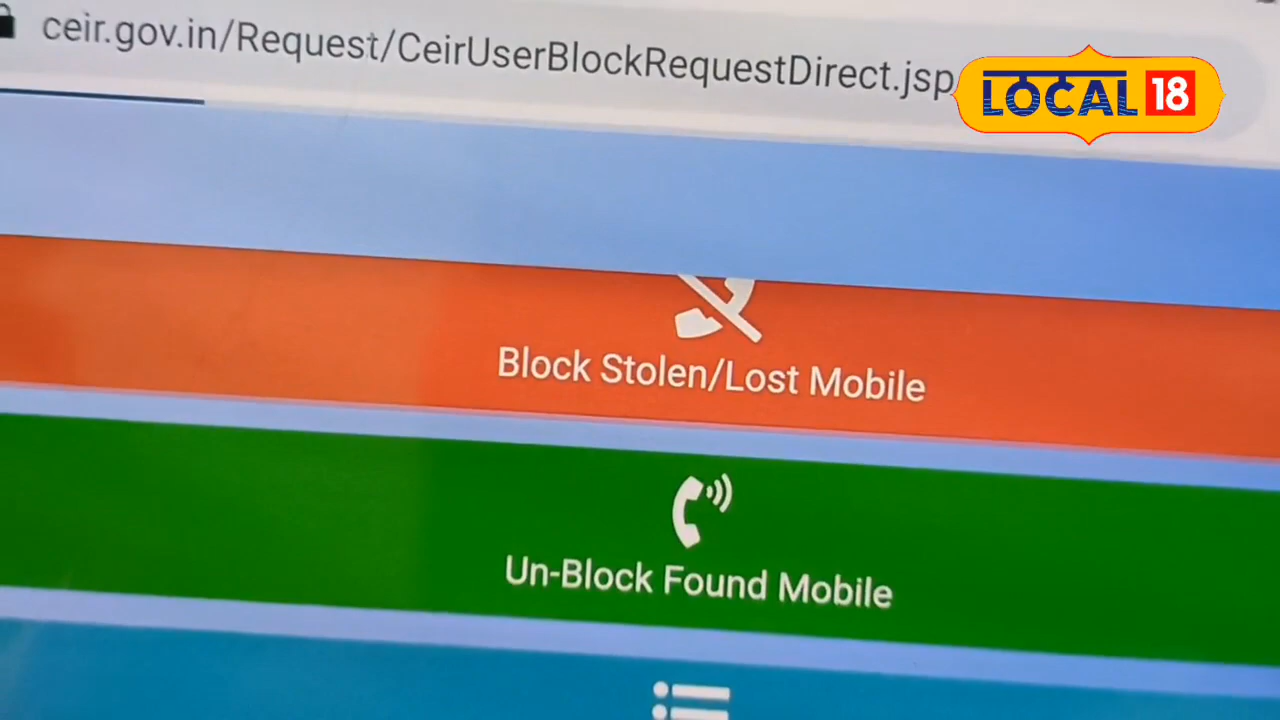 ceir.gov.in/Request/CeirUserBlockRequestDirect.jsp
LOCAL 18
Block Stolen/Lost Mobile
Un-Block Found Mobile